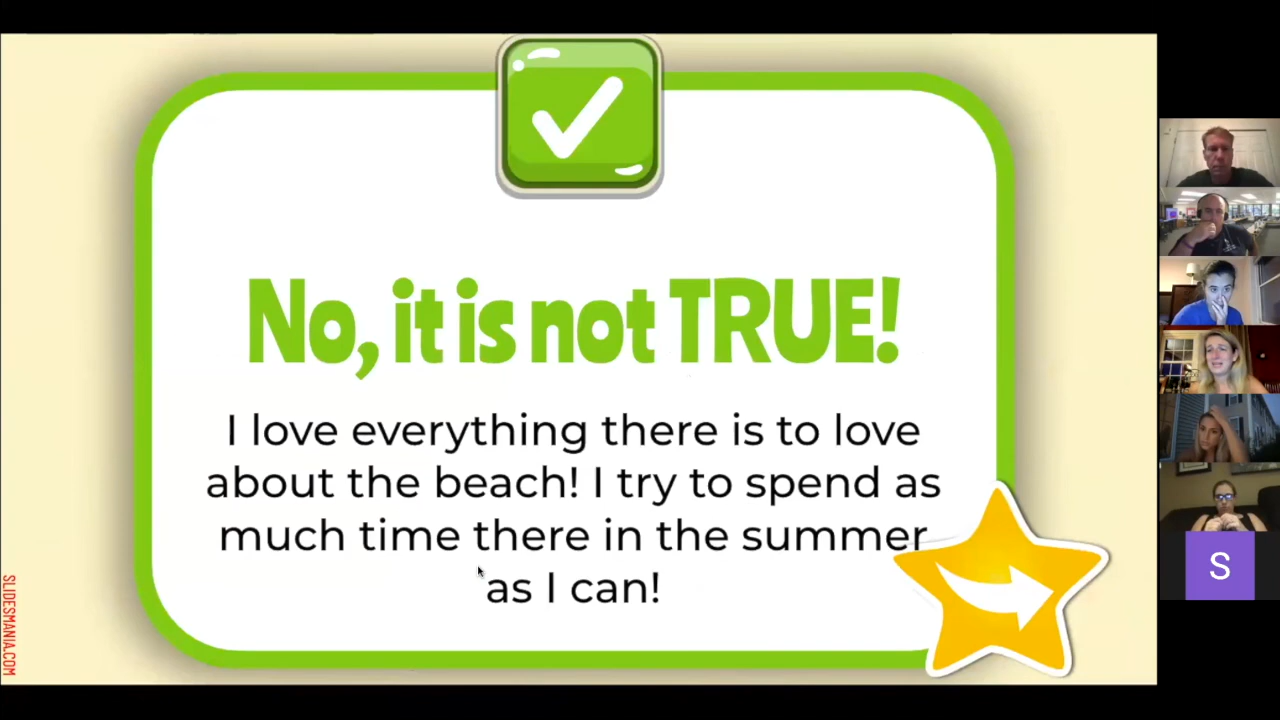 No, it is not TRUE!
I love everything there is to love
about the beach! I try to spend as
much time there in the summer
as I can!
SLIDESMANIA.COM
S